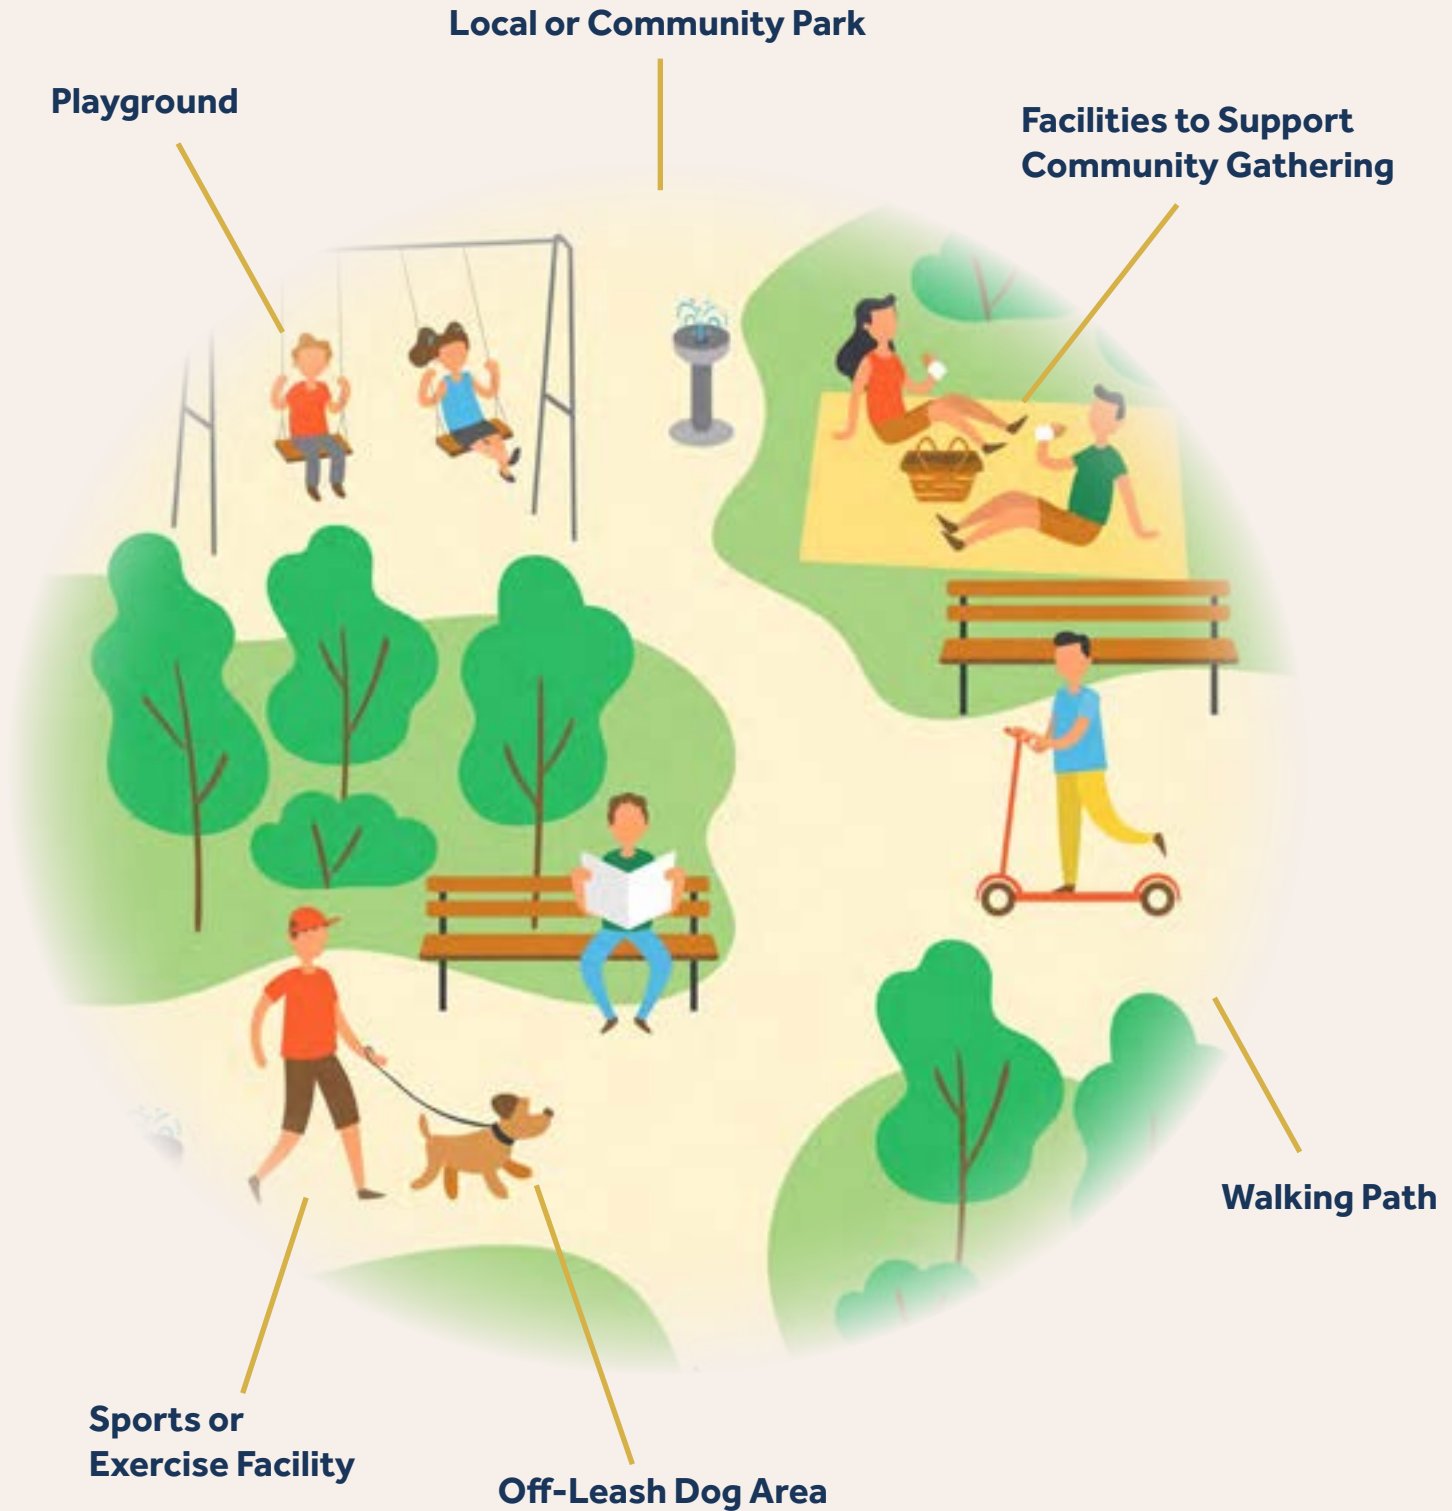 Local or Community Park
Playground
Facilities to Support
Community Gathering
Walking Path
Sports or
Exercise Facility
Off-Leash Dog Area